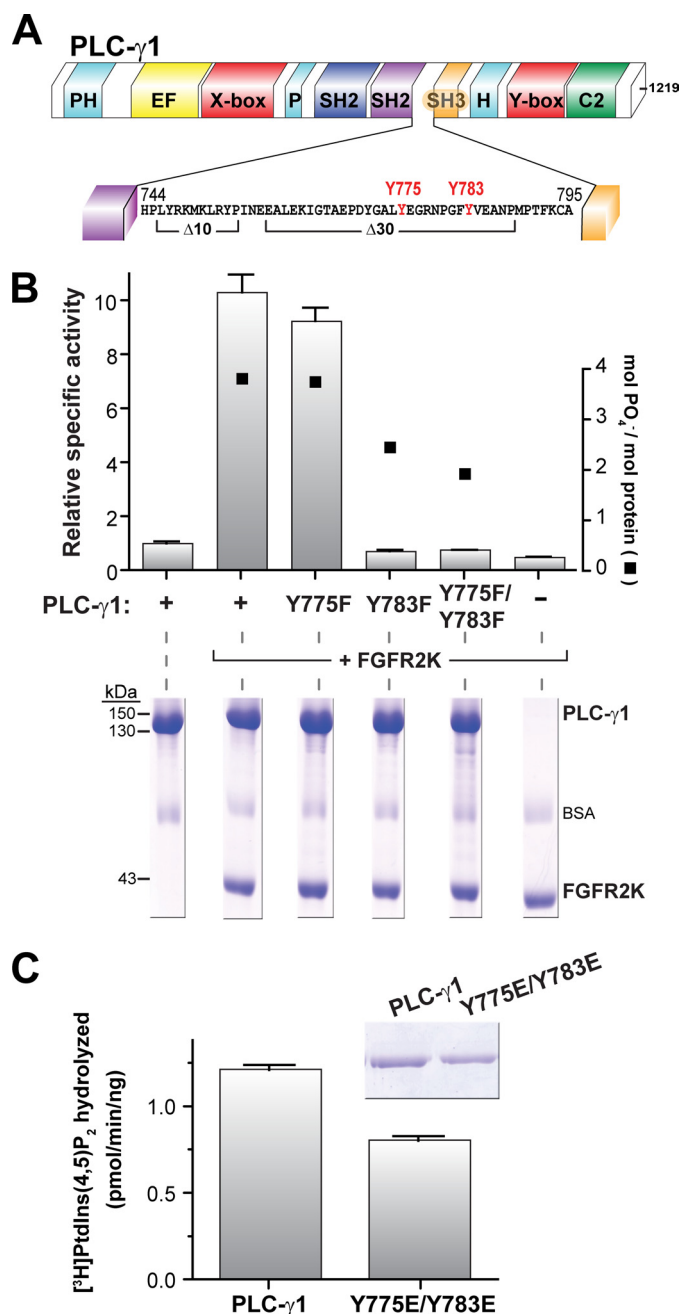 A
PLC-γ1
PH EF X-box P SH2 SH2 SH3 H Y-box C2 1219
Y775 Y783
744 795
HPLYRKMKLRYPINEEALEKIGTAEPDYGALYEGRNPGFYVEANPMPTFKCA
Δ10 Δ30
B
Relative specific activity
10
8
6
4
2
0
4
3
2
1
0
mol PO4-/ mol protein (■)
PLC-γ1: + + Y775F Y783F Y775F/Y783F –
+ FGFR2K
kDa
150
130
43
PLC-γ1
BSA
FGFR2K
C
PLC-γ1 Y775E/Y783E
[³H]PtdIns(4,5)P₂ hydrolyzed
(pmol/min/ng)
1.0
0.5
0.0
PLC-γ1 Y775E/Y783E